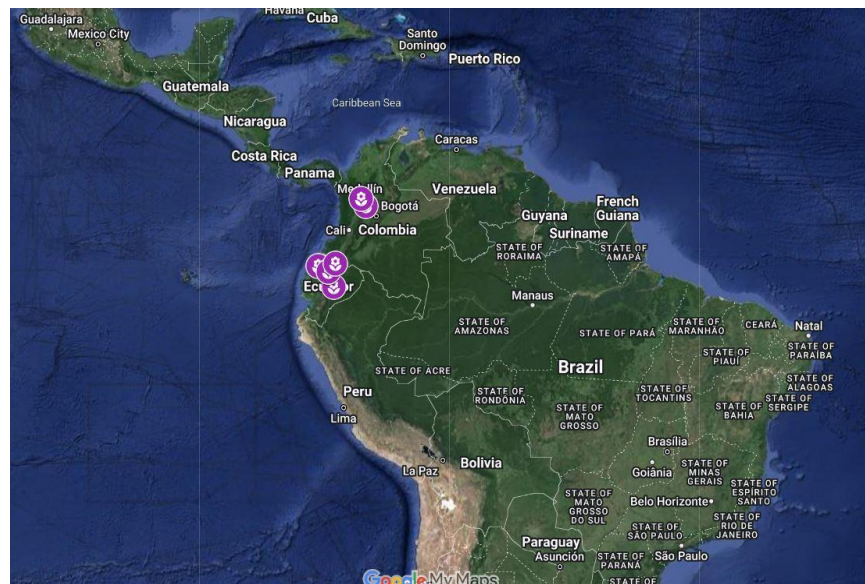 Havana
Guadalajara
Cuba
Mexico City
Santo
Domingo
Puerto Rico
Guatemala
Caribbean Sea
Nicaragua
Caracas
Costa Rica
Panama
Medellín
Venezuela
Bogotá
French
Guiana
Guyana
Cali
Colombia
Suriname
STATE OF
RORAIMA
STATE OF
AMAPÁ
Manaus
STATE OF
AMAZONAS
STATE OF PARÁ
STATE OF
MARANHÃO
CEARÁ
Natal
STATE OF
PIAUÍ
STATE OF
PARAÍBA
STATE OF ACRE
Brazil
STATE OF
ALAGOAS
Peru
STATE OF
RONDÔNIA
STATE OF
TOCANTINS
STATE OF
SERGIPE
STATE OF
BAHIA
Lima
STATE OF
MATO
GROSSO
Brasília
La Paz
Bolivia
Goiânia
STATE OF
MINAS
GERAIS
STATE OF
ESPÍRITO
SANTO
STATE OF
MATO
GROSSO
DO SUL
Belo Horizonte
STATE OF
RIO DE
JANEIRO
STATE OF
SÃO PAULO
Paraguay
Asunción
São Paulo
STATE OF
PARANÁ
STATE OF
Google My Maps